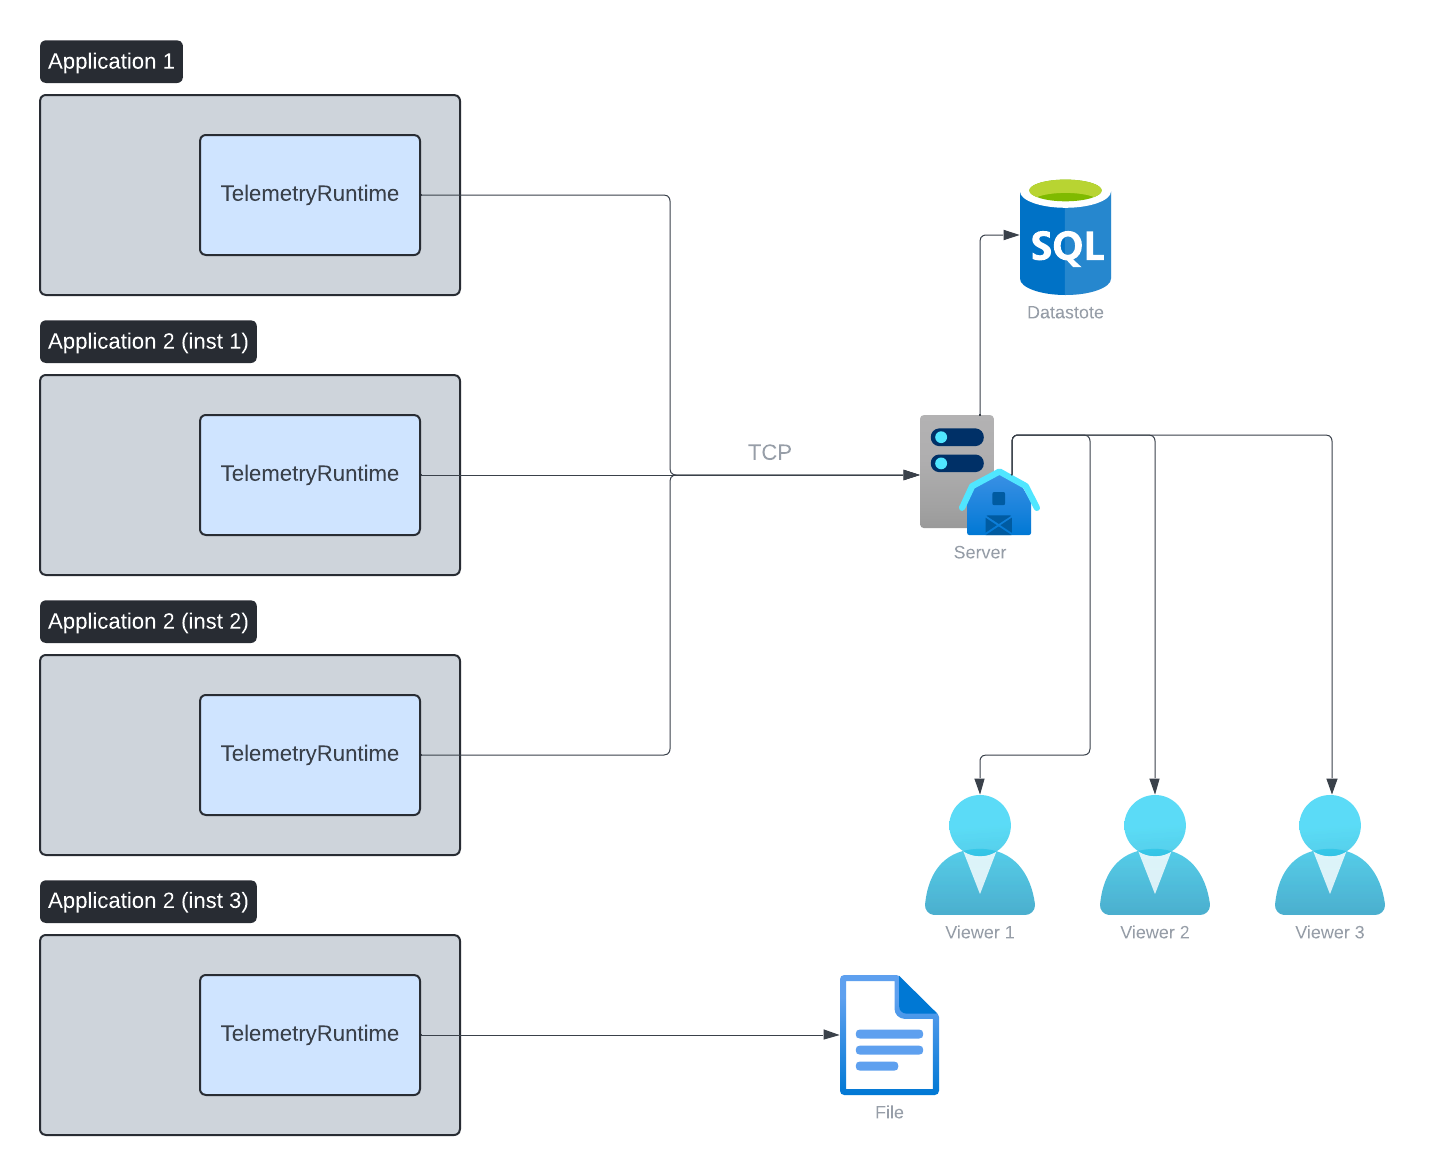 Application 1
TelemetryRuntime
SQL
Datastote
Application 2 (inst 1)
TelemetryRuntime
TCP
Server
Application 2 (inst 2)
TelemetryRuntime
Application 2 (inst 3)
Viewer 1
Viewer 2
Viewer 3
TelemetryRuntime
File